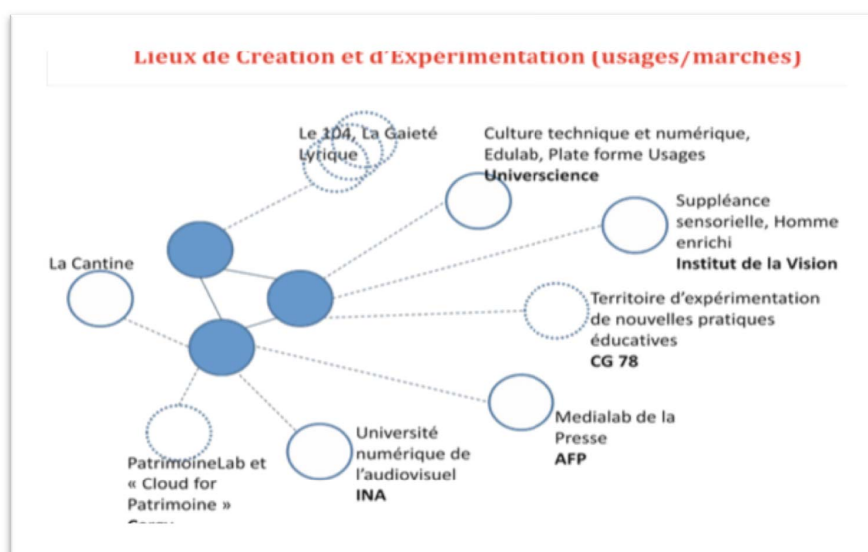 Lieux de Création et d'Expérimentation (usages/marchés)
Le 104, La Gaieté
Lyrique
Culture technique et numérique,
Edulab, Plate forme Usages
Universcience
Suppléance
sensorielle, Homme
enrichi
Institut de la Vision
La Cantine
Territoire d'expérimentation
de nouvelles pratiques
éducatives
CG 78
Medialab de la
Presse
AFP
Université
numérique de
l'audiovisuel
INA
PatrimoineLab et
« Cloud for
Patrimoine »